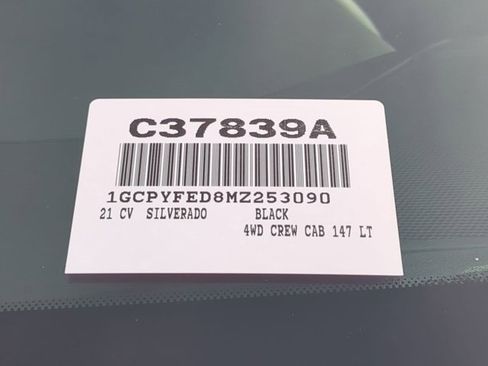 C37839A
1GCPYFED8MZ253090
21 CV SILVERADO BLACK
4WD CREW CAB 147 LT